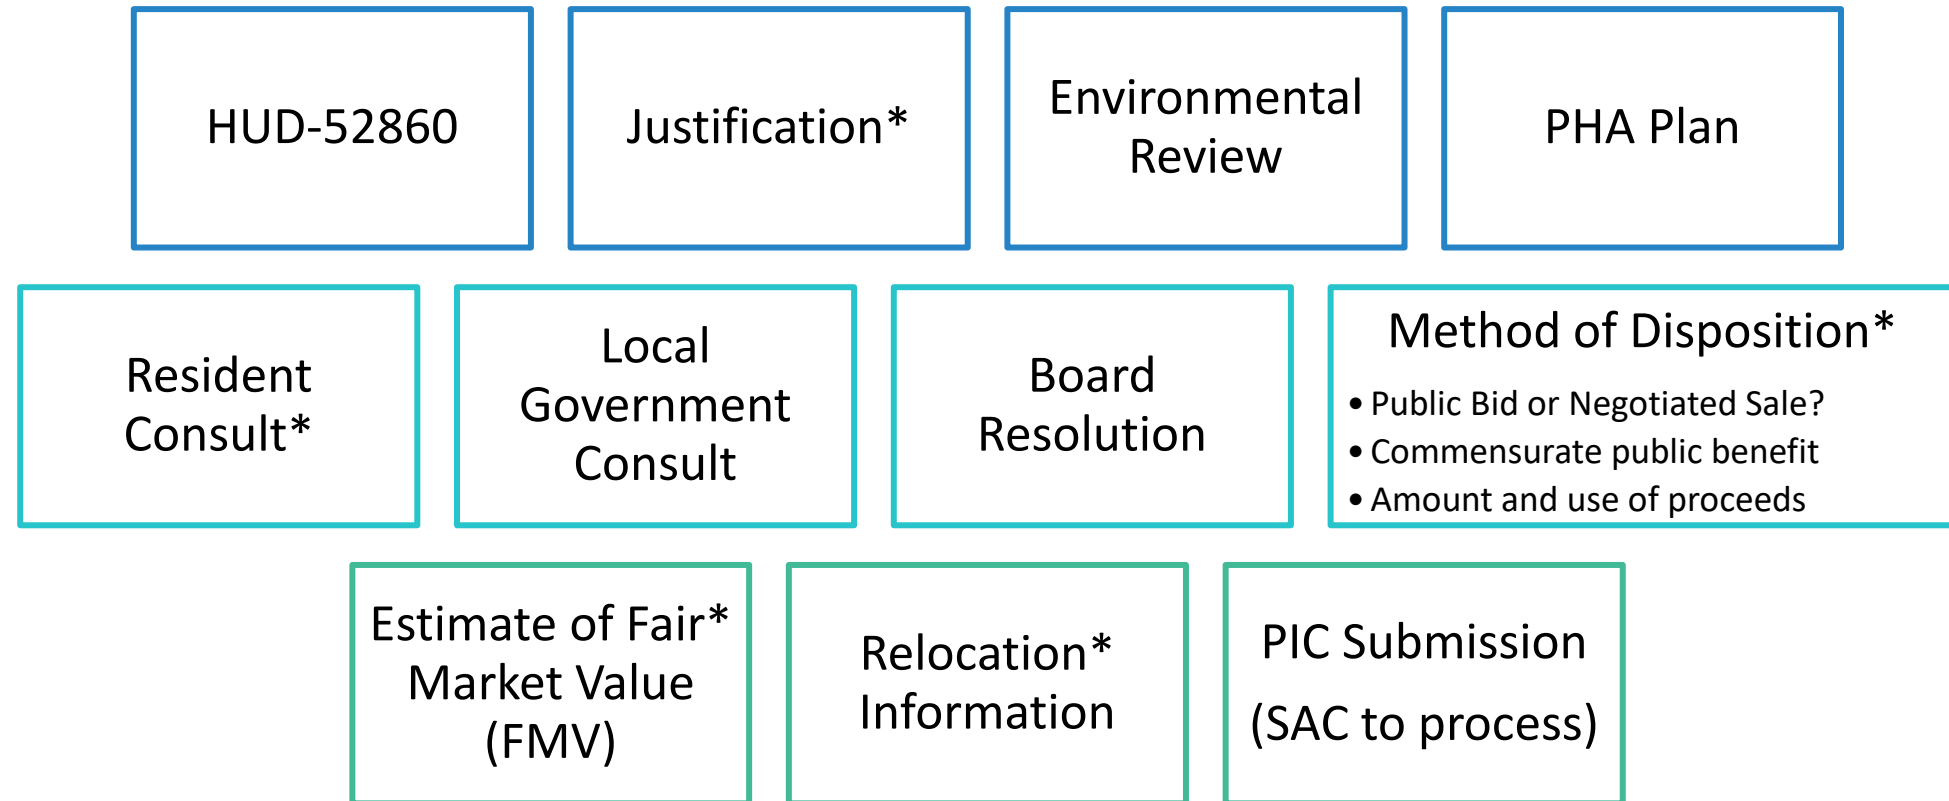 HUD-52860
Justification*
Environmental
Review
PHA Plan
Resident
Consult*
Local
Government
Consult
Board
Resolution
Method of Disposition*
• Public Bid or Negotiated Sale?
• Commensurate public benefit
• Amount and use of proceeds
Estimate of Fair*
Market Value
(FMV)
Relocation*
Information
PIC Submission
(SAC to process)